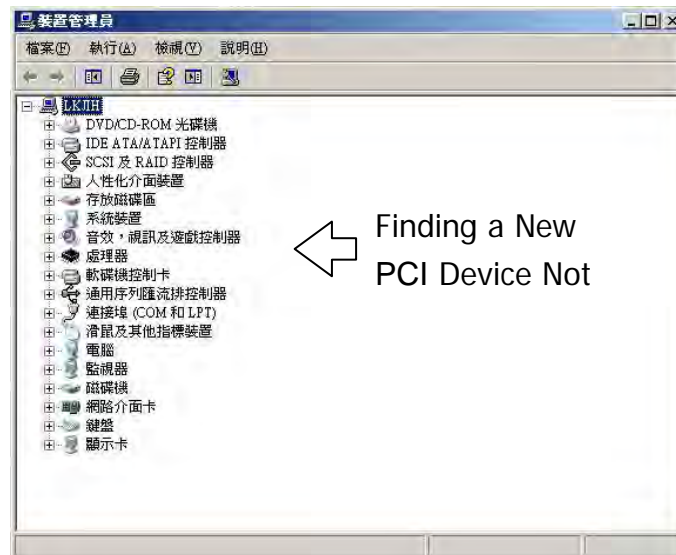 裝置管理員
檔案(F) 執行(A) 檢視(V) 說明(H)
LKJIH
DVD/CD-ROM 光碟機
IDE ATA/ATAPI 控制器
SCSI 及 RAID 控制器
人性化介面裝置
存放磁碟區
系統裝置
音效，視訊及遊戲控制器
處理器
軟碟機控制卡
通用序列匯流排控制器
連接埠 (COM 和 LPT)
滑鼠及其他指標裝置
電腦
監視器
磁碟機
網路介面卡
鍵盤
顯示卡
Finding a New
PCI Device Not